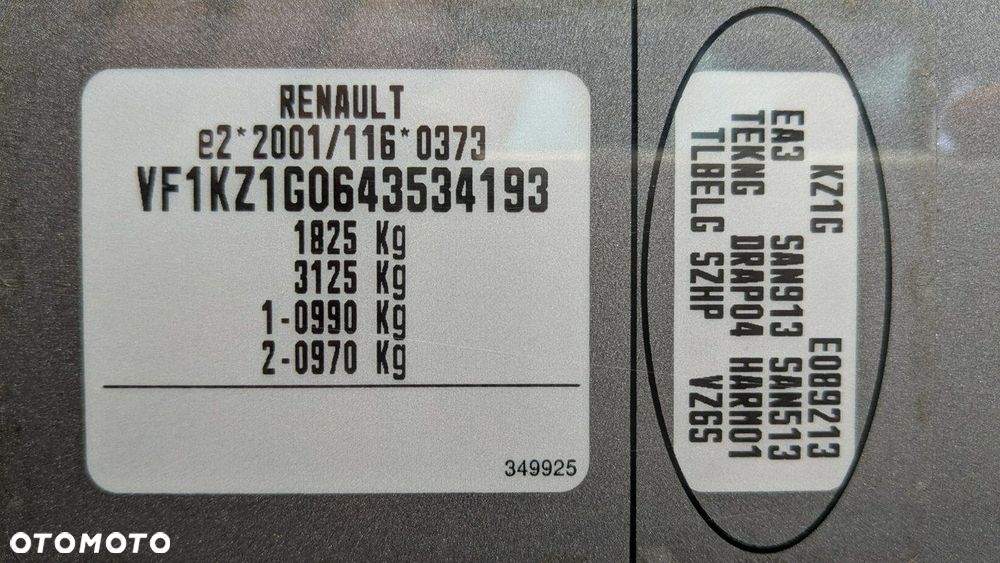 RENAULT
e2*2001/116*0373
VF1KZ1G0643534193
1825 Kg
3125 Kg
1-0990 Kg
2-0970 Kg
349925
KZ1G E089213
EA3 SAN913 SAN513
TEKNG DRAP04 HARM01
TLBELG SZHP VZ6S
OTOMOTO